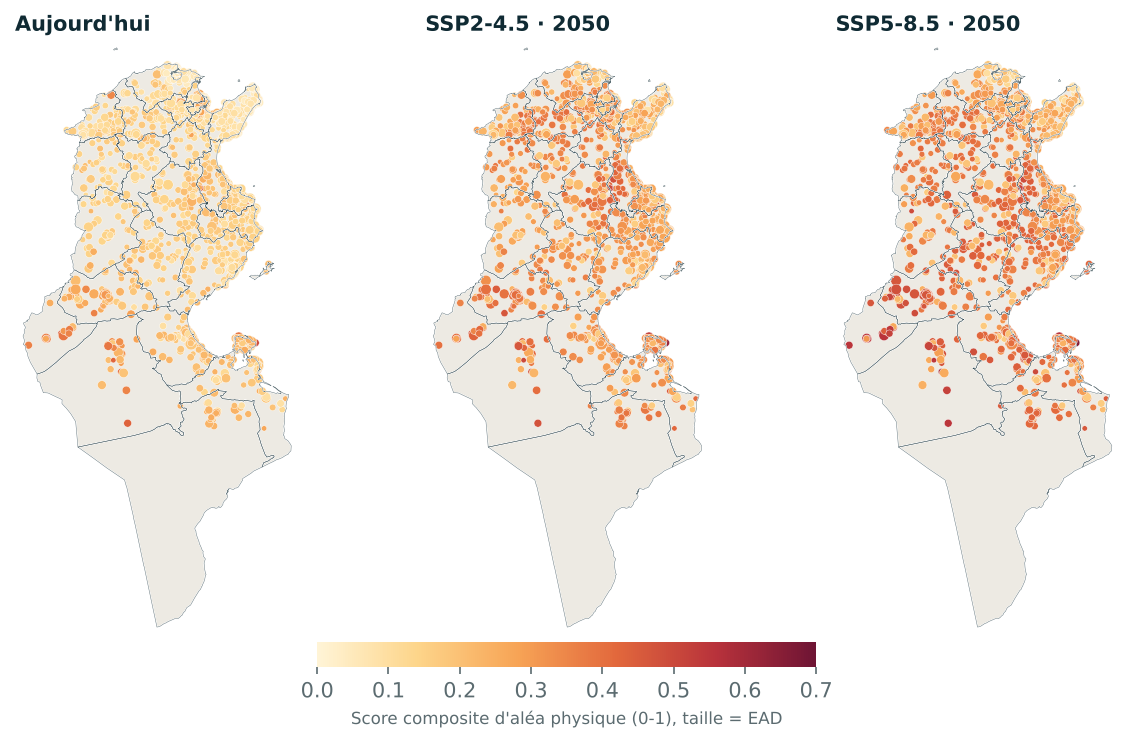 Aujourd'hui
SSP2-4.5 · 2050
SSP5-8.5 · 2050
0.0 0.1 0.2 0.3 0.4 0.5 0.6 0.7
Score composite d'aléa physique (0-1), taille = EAD